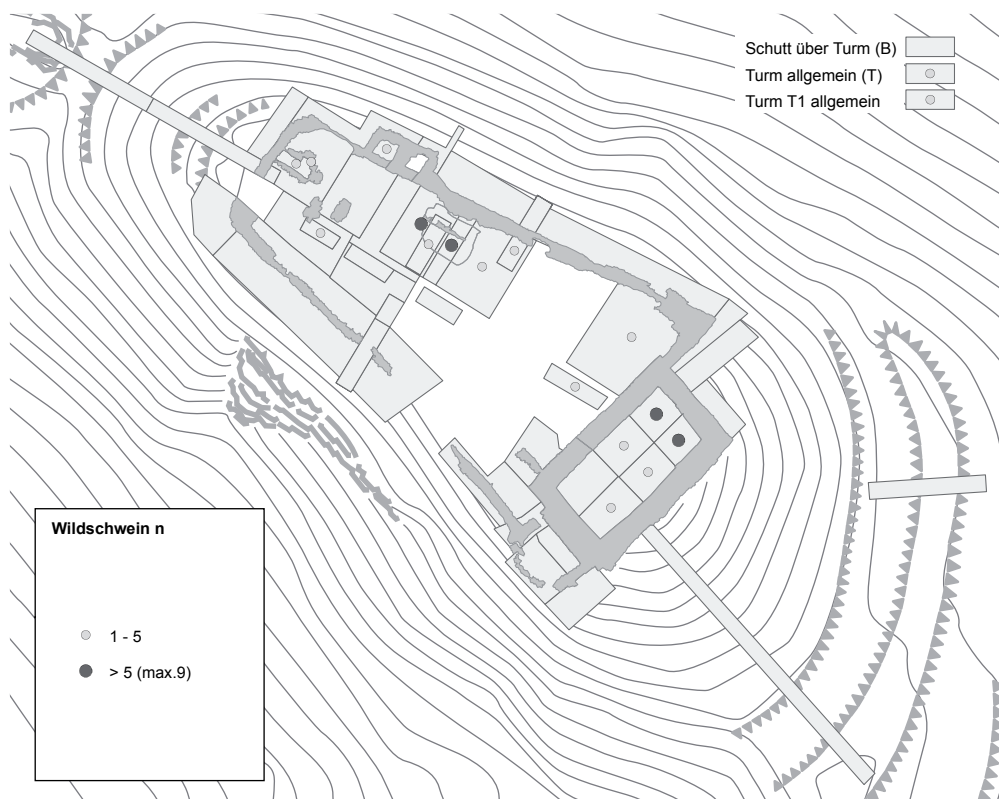 Schutt über Turm (B)
Turm allgemein (T)
Turm T1 allgemein
Wildschwein n
1 - 5
> 5 (max.9)